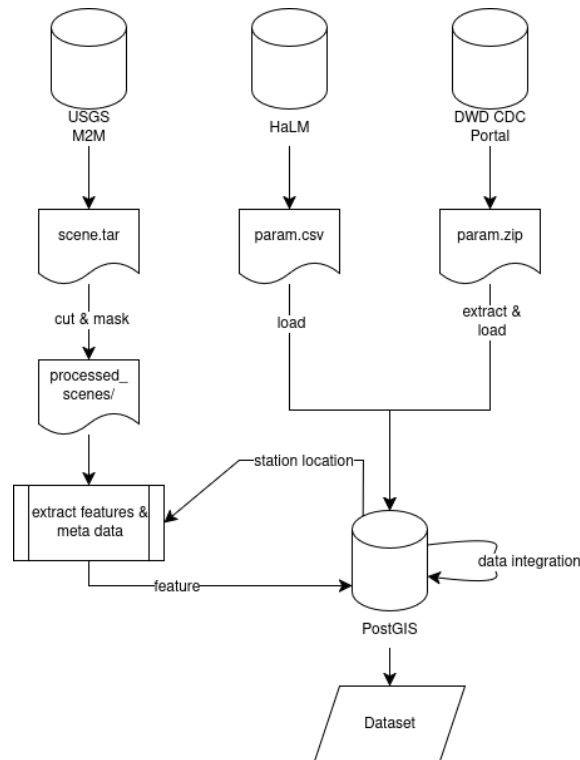 USGS
M2M
HaLM
DWD CDC
Portal
scene.tar
param.csv
param.zip
cut & mask
load
extract &
load
processed_
scenes/
station location
extract features &
meta data
data integration
feature
PostGIS
Dataset